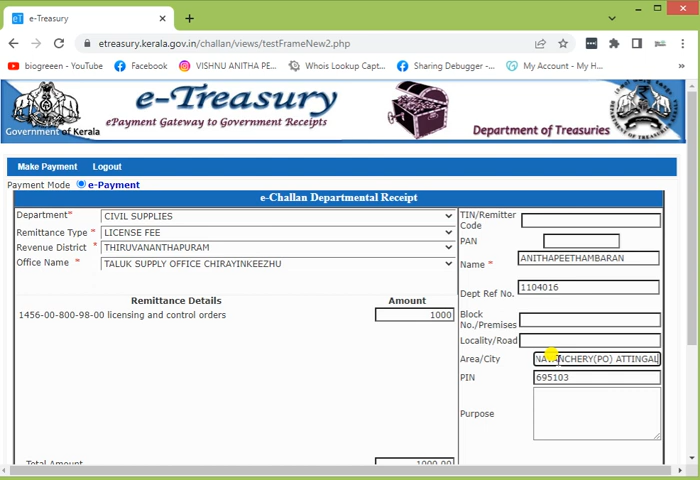 e-Treasury
etreasury.kerala.gov.in/challan/views/testFrameNew2.php
biogreeen - YouTube
Facebook
VISHNU ANITHA PE...
Whois Lookup Capt...
Sharing Debugger -...
My Account - My H...
e-Treasury
ePayment Gateway to Government Receipts
Government of Kerala
Department of Treasuries
Make Payment Logout
Payment Mode e-Payment
e-Challan Departmental Receipt
Department* CIVIL SUPPLIES
Remittance Type * LICENSE FEE
Revenue District * THIRUVANANTHAPURAM
Office Name * TALUK SUPPLY OFFICE CHIRAYINKEEZHU
Remittance Details Amount
1456-00-800-98-00 licensing and control orders 1000
Total Amount 1000.00
TIN/Remitter
Code
PAN
Name * ANITHAPEETHAMBARAN
Dept Ref No. 1104016
Block
No./Premises
Locality/Road
Area/City (PO) ATTINGAL
PIN 695103
Purpose